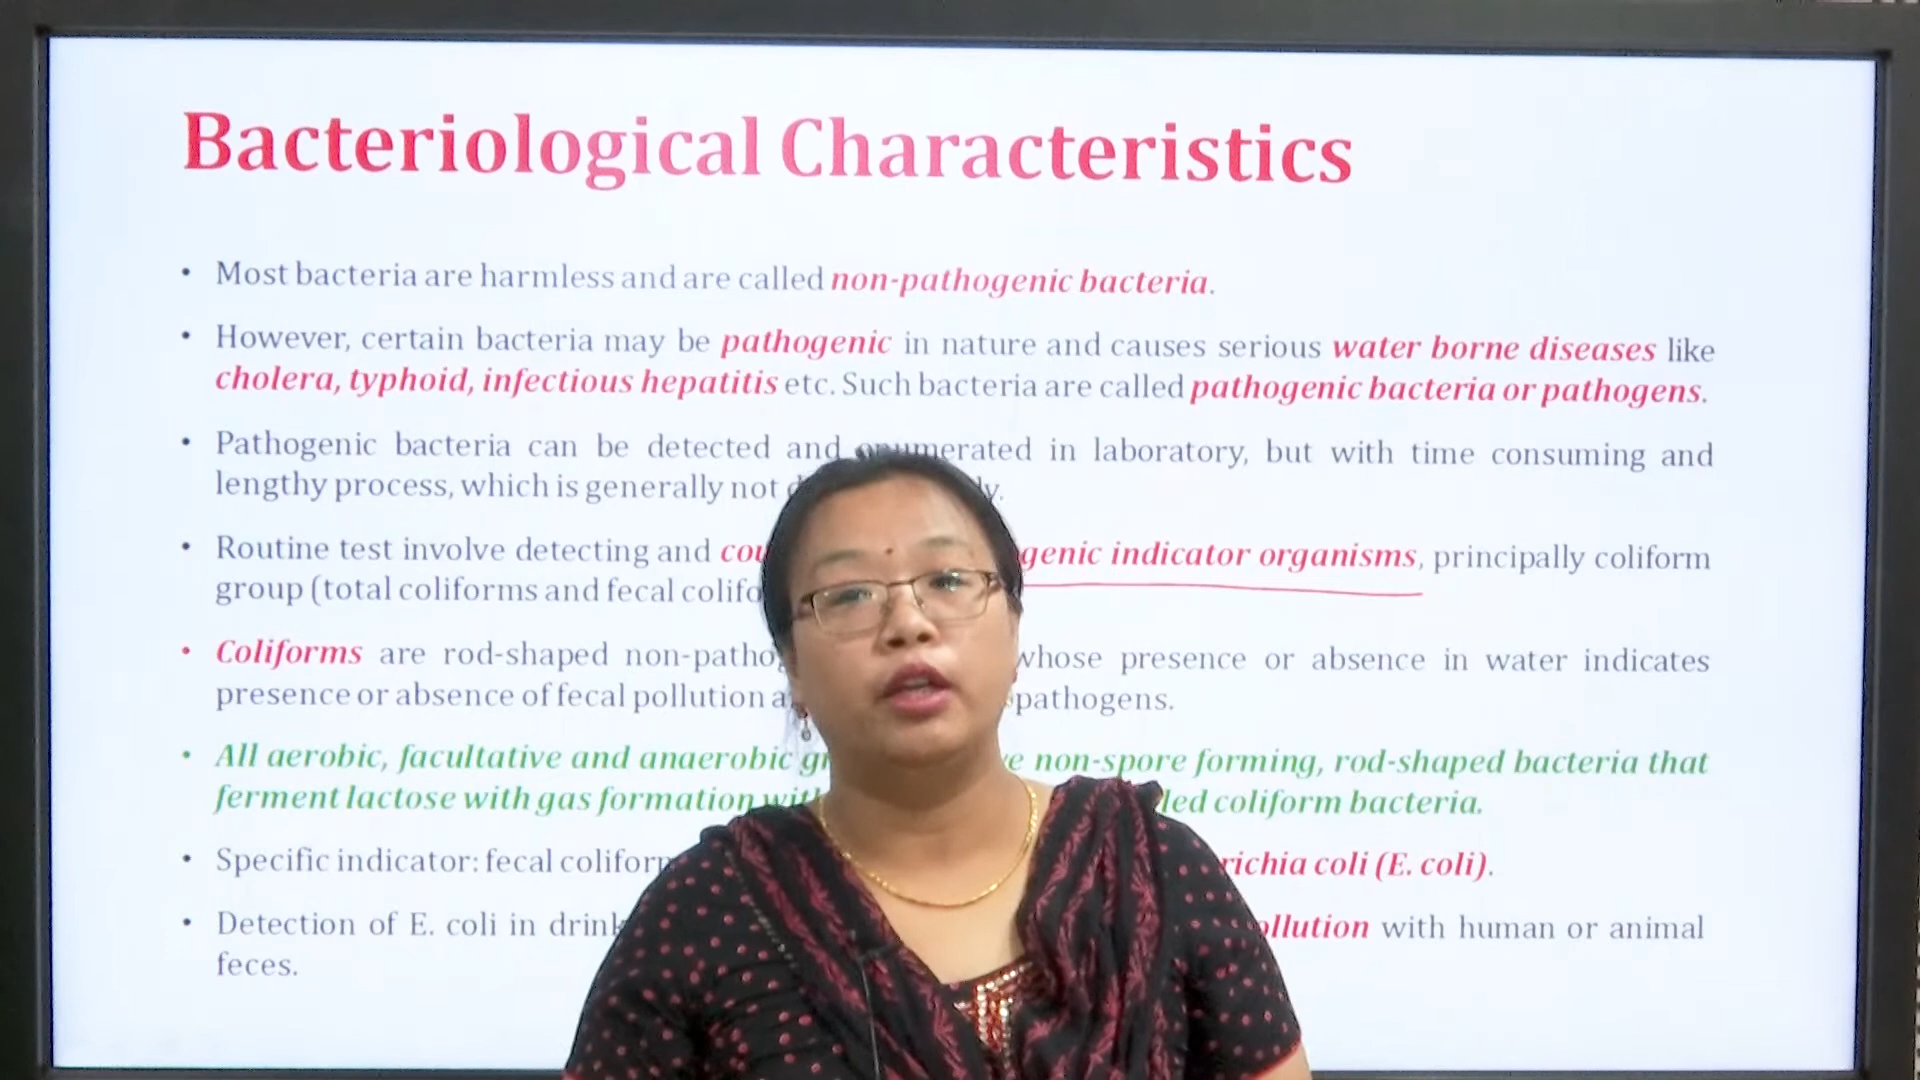 Bacteriological Characteristics
• Most bacteria are harmless and are called non-pathogenic bacteria.
• However, certain bacteria may be pathogenic in nature and causes serious water borne diseases like
cholera, typhoid, infectious hepatitis etc. Such bacteria are called pathogenic bacteria or pathogens.
• Pathogenic bacteria can be detected and enumerated in laboratory, but with time consuming and
lengthy process, which is generally not
• Routine test involve detecting and indicator organisms, principally coliform
group (total coliforms and fecal
• Coliforms are rod-shaped whose presence or absence in water indicates
presence or absence of fecal pollution pathogens.
• All aerobic, facultative and anaerobic non-spore forming, rod-shaped bacteria that
ferment lactose with gas formation coliform bacteria.
• Specific indicator: fecal coli (E. coli).
• Detection of E. coli in with human or animal
feces.